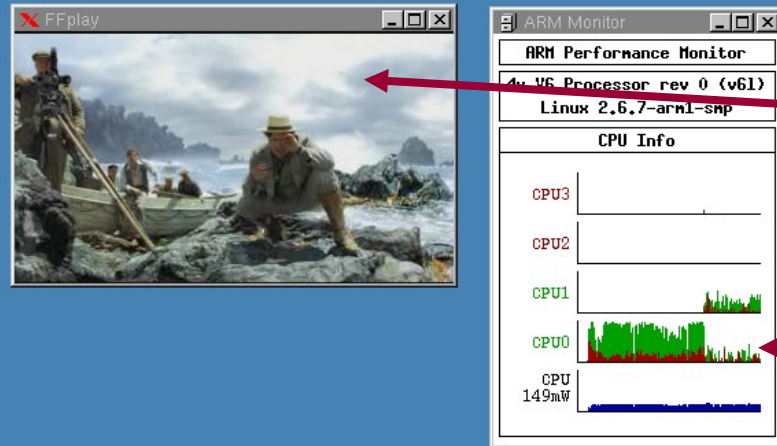 FFplay
ARM Monitor
ARM Performance Monitor
4x V6 Processor rev 0 (v6l)
Linux 2.6.7-arm1-smp
CPU Info
CPU3
CPU2
CPU1
CPU0
CPU
149mW